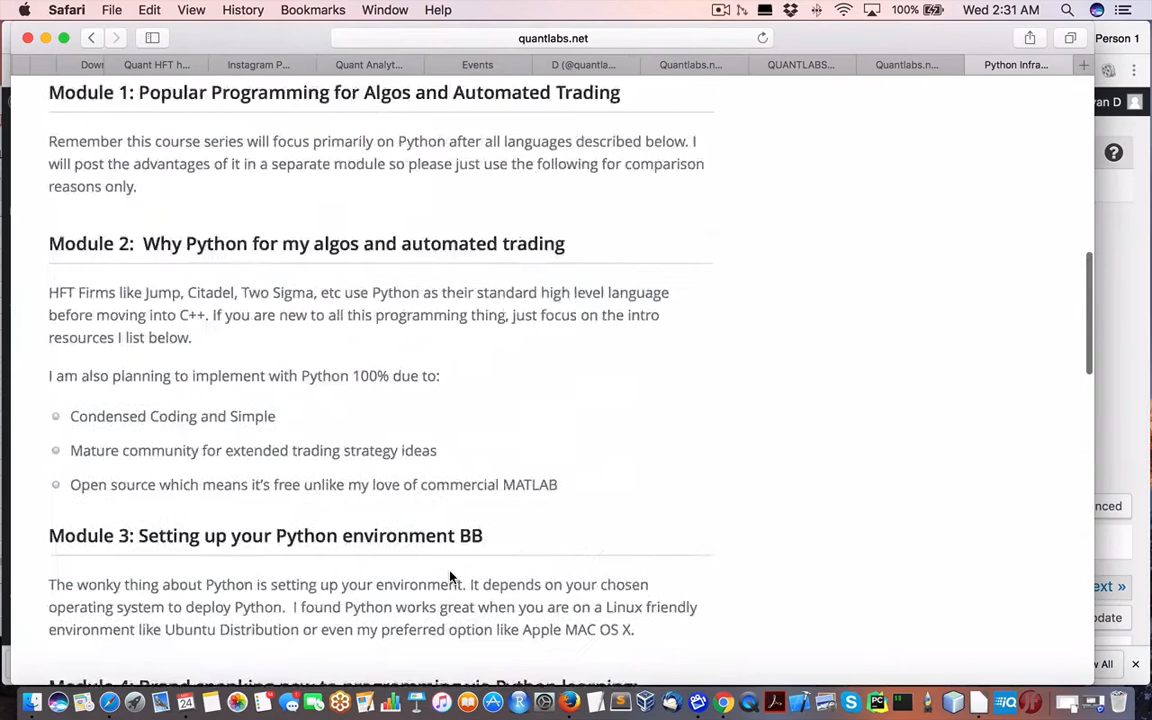 Safari File Edit View History Bookmarks Window Help 100% Wed 2:31 AM
quantlabs.net Person 1
Dowr Quant HFT h... Instagram P... Quant Analyt... Events D (@quantla... Quantlabs.n... QUANTLABS... Quantlabs.n... Python Infra...
van D
Module 1: Popular Programming for Algos and Automated Trading
Remember this course series will focus primarily on Python after all languages described below. I
will post the advantages of it in a separate module so please just use the following for comparison
reasons only.
Module 2: Why Python for my algos and automated trading
HFT Firms like Jump, Citadel, Two Sigma, etc use Python as their standard high level language
before moving into C++. If you are new to all this programming thing, just focus on the intro
resources I list below.
I am also planning to implement with Python 100% due to:
Condensed Coding and Simple
Mature community for extended trading strategy ideas
Open source which means it's free unlike my love of commercial MATLAB
nced
Module 3: Setting up your Python environment BB
The wonky thing about Python is setting up your environment. It depends on your chosen
ext »
operating system to deploy Python. I found Python works great when you are on a Linux friendly
pdate
environment like Ubuntu Distribution or even my preferred option like Apple MAC OS X.
w All